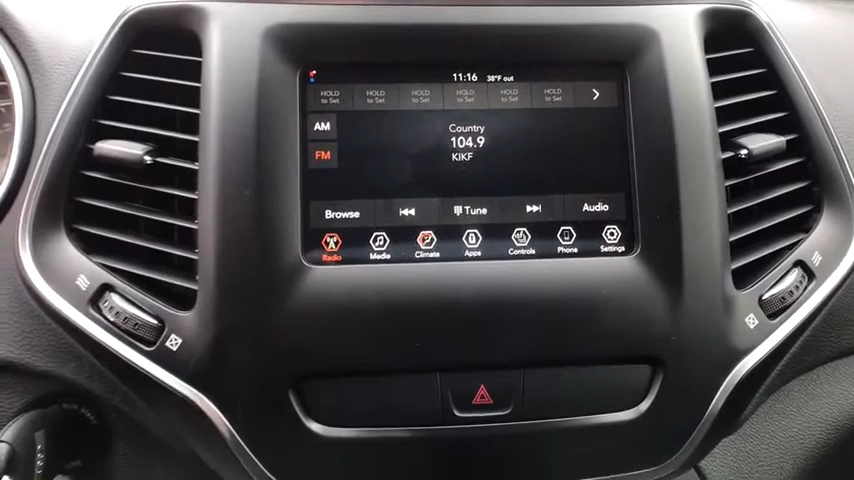 11:16 38°F out
HOLD to Set HOLD to Set HOLD to Set HOLD to Set HOLD to Set HOLD to Set
AM
FM
Country
104.9
KIKF
Browse Tune Audio
Radio Media Climate Apps Controls Phone Settings